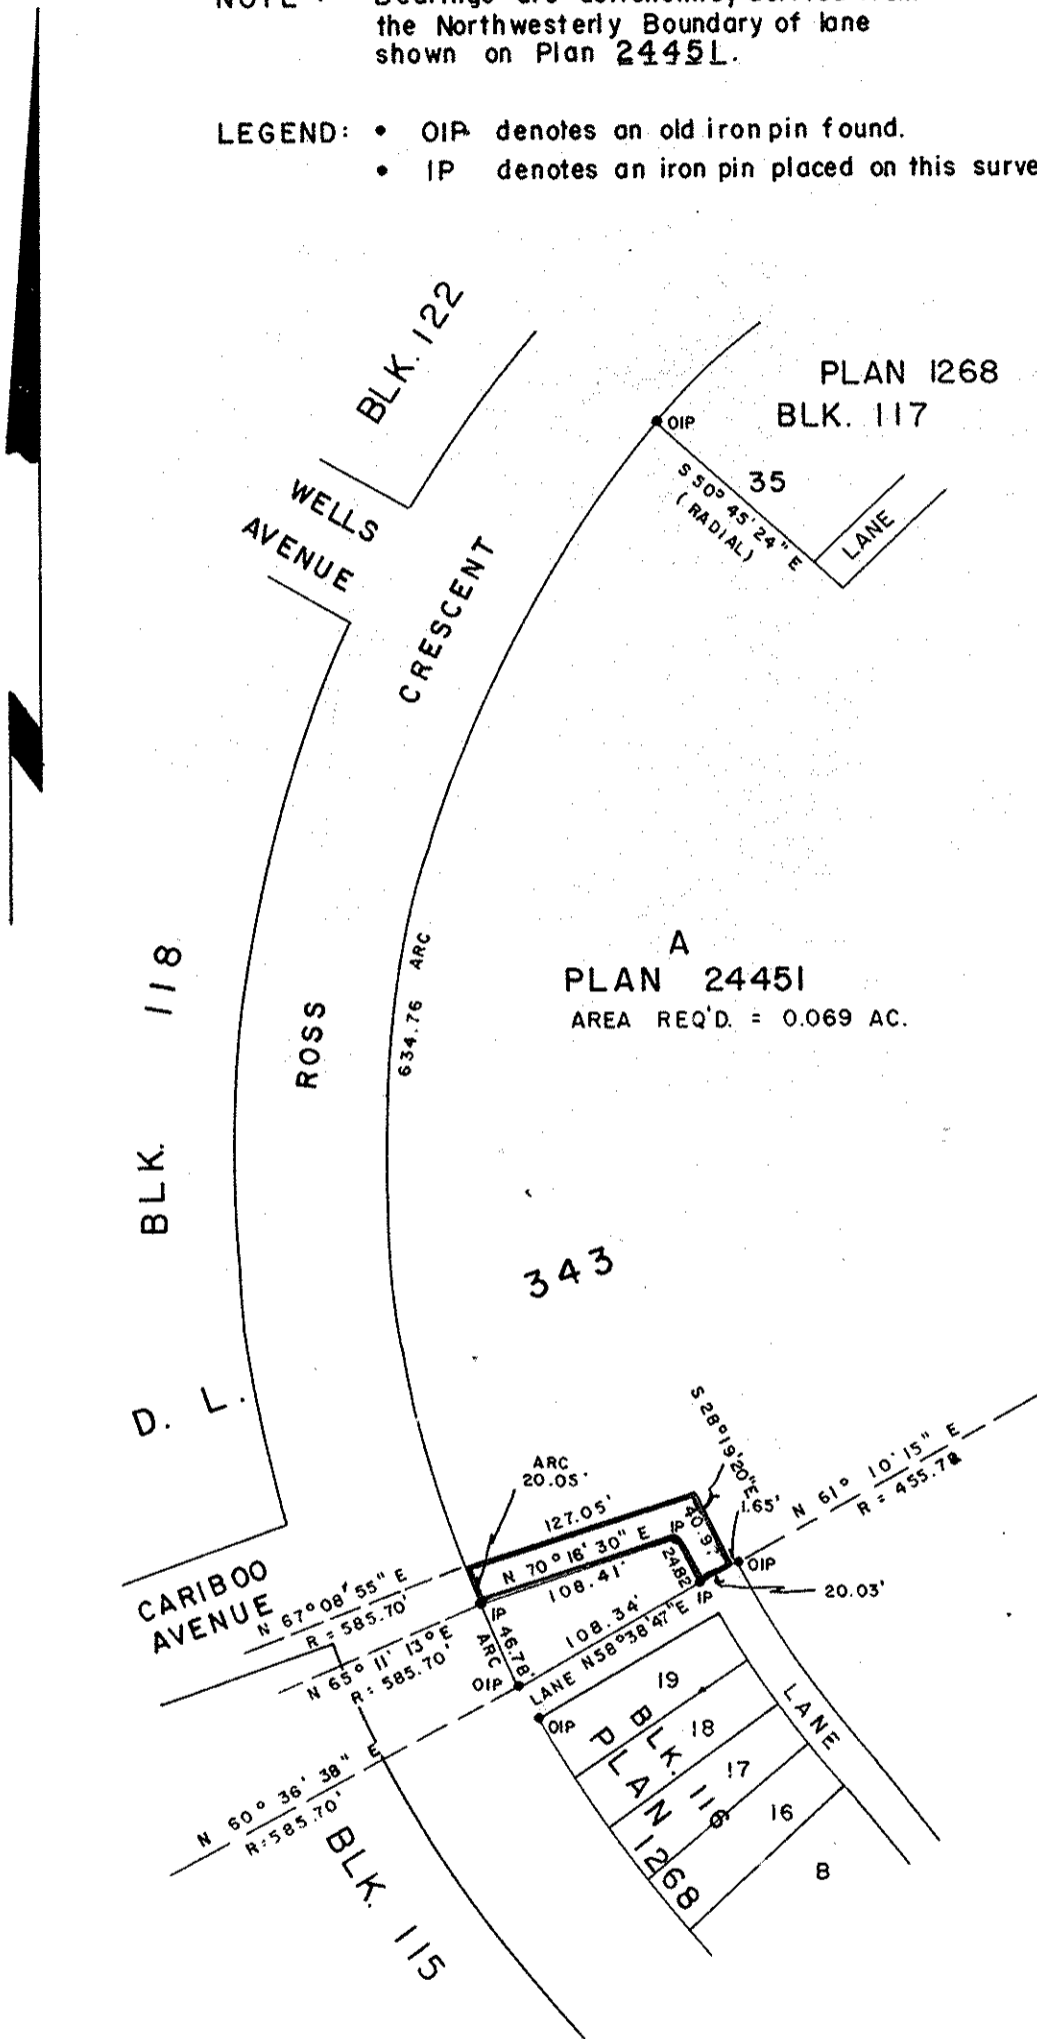 NOTE :
the Northwesterly Boundary of lane
shown on Plan 24451.
LEGEND: • OIP denotes an old iron pin found.
• IP denotes an iron pin placed on this surve
BLK. 122
PLAN 1268
BLK. 117
OIP
35
S 50° 45' 24" E
(RADIAL)
LANE
WELLS
AVENUE
CRESCENT
634.76 ARC
ROSS
BLK. 118
A
PLAN 24451
AREA REQ'D. = 0.069 AC.
343
D. L.
ARC
20.05'
127.05'
S 28° 19' 20" E
40.97
1.65'
N 61° 10' 15" E
R = 455.78
OIP
20.03'
N 70° 16' 30" E
108.41'
IP
24.82
IP
CARIBOO
AVENUE
N 67° 08' 55" E
R = 585.70'
IP
N 65° 11' 13" E
R = 585.70'
ARC 46.78'
108.34'
LANE N58°38'47"E
OIP
OIP
N 60° 36' 38" E
R = 585.70'
19
18
17
16
B
LANE
BLK. 116
PLAN 1268
BLK. 115